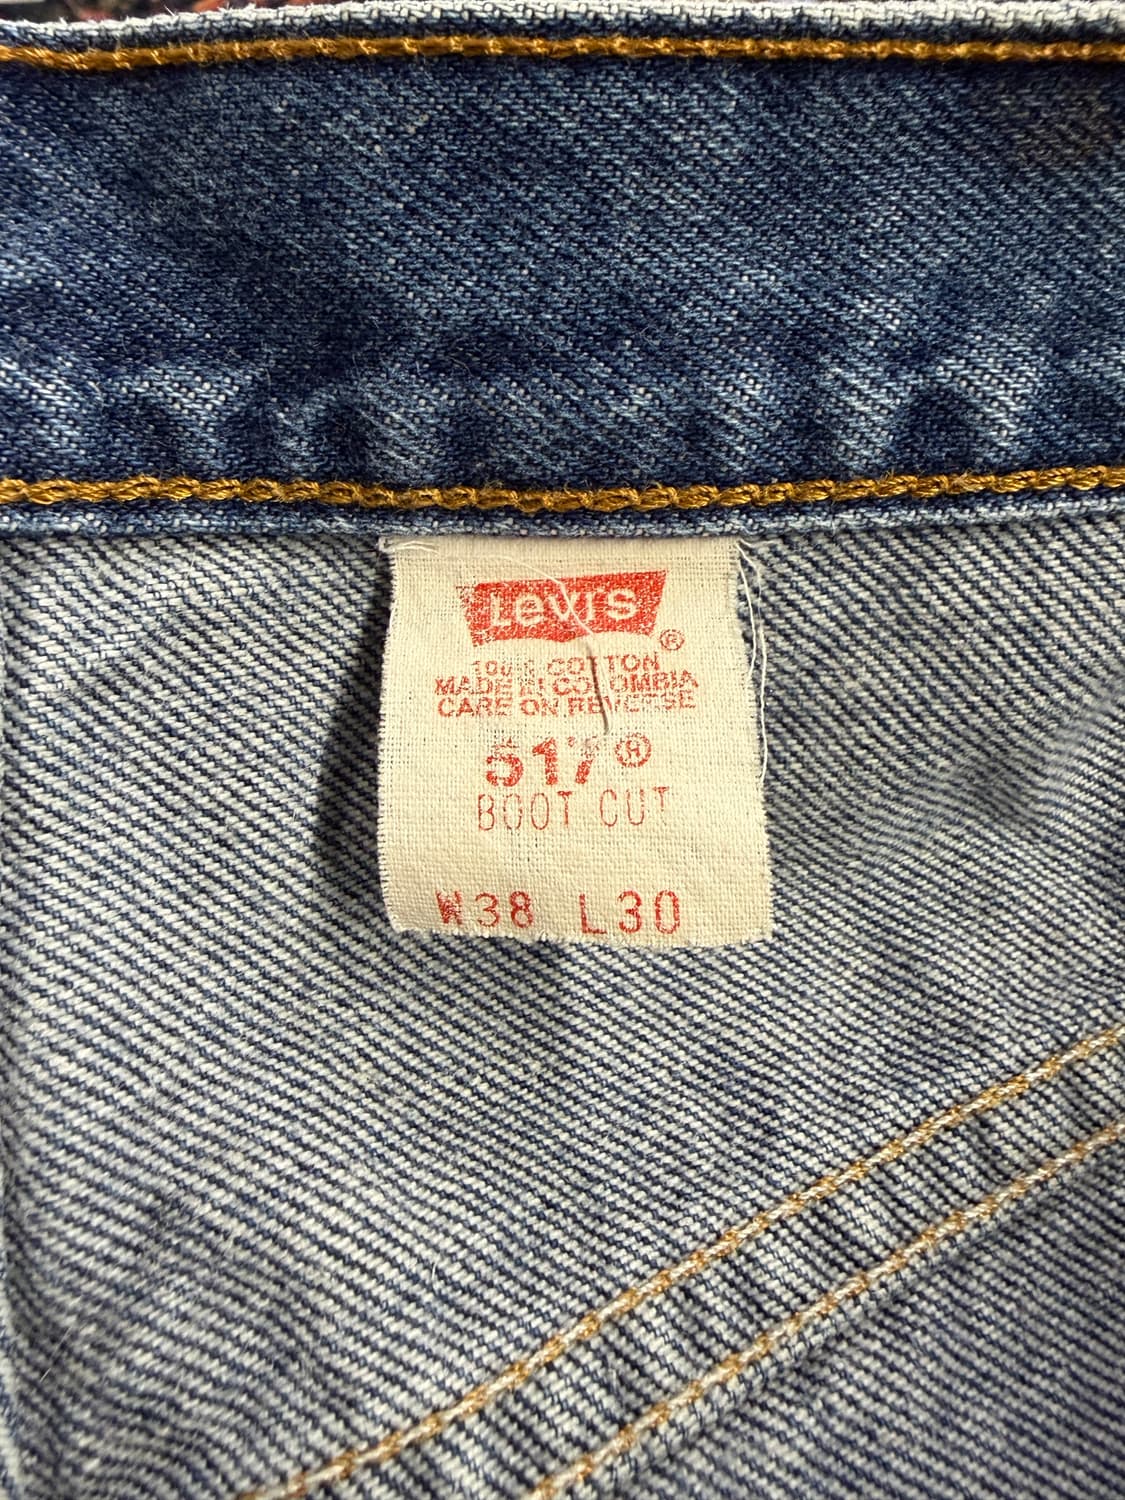 Levi's ®
100% COTTON
MADE IN COLOMBIA
CARE ON REVERSE
517®
BOOT CUT
W38 L30